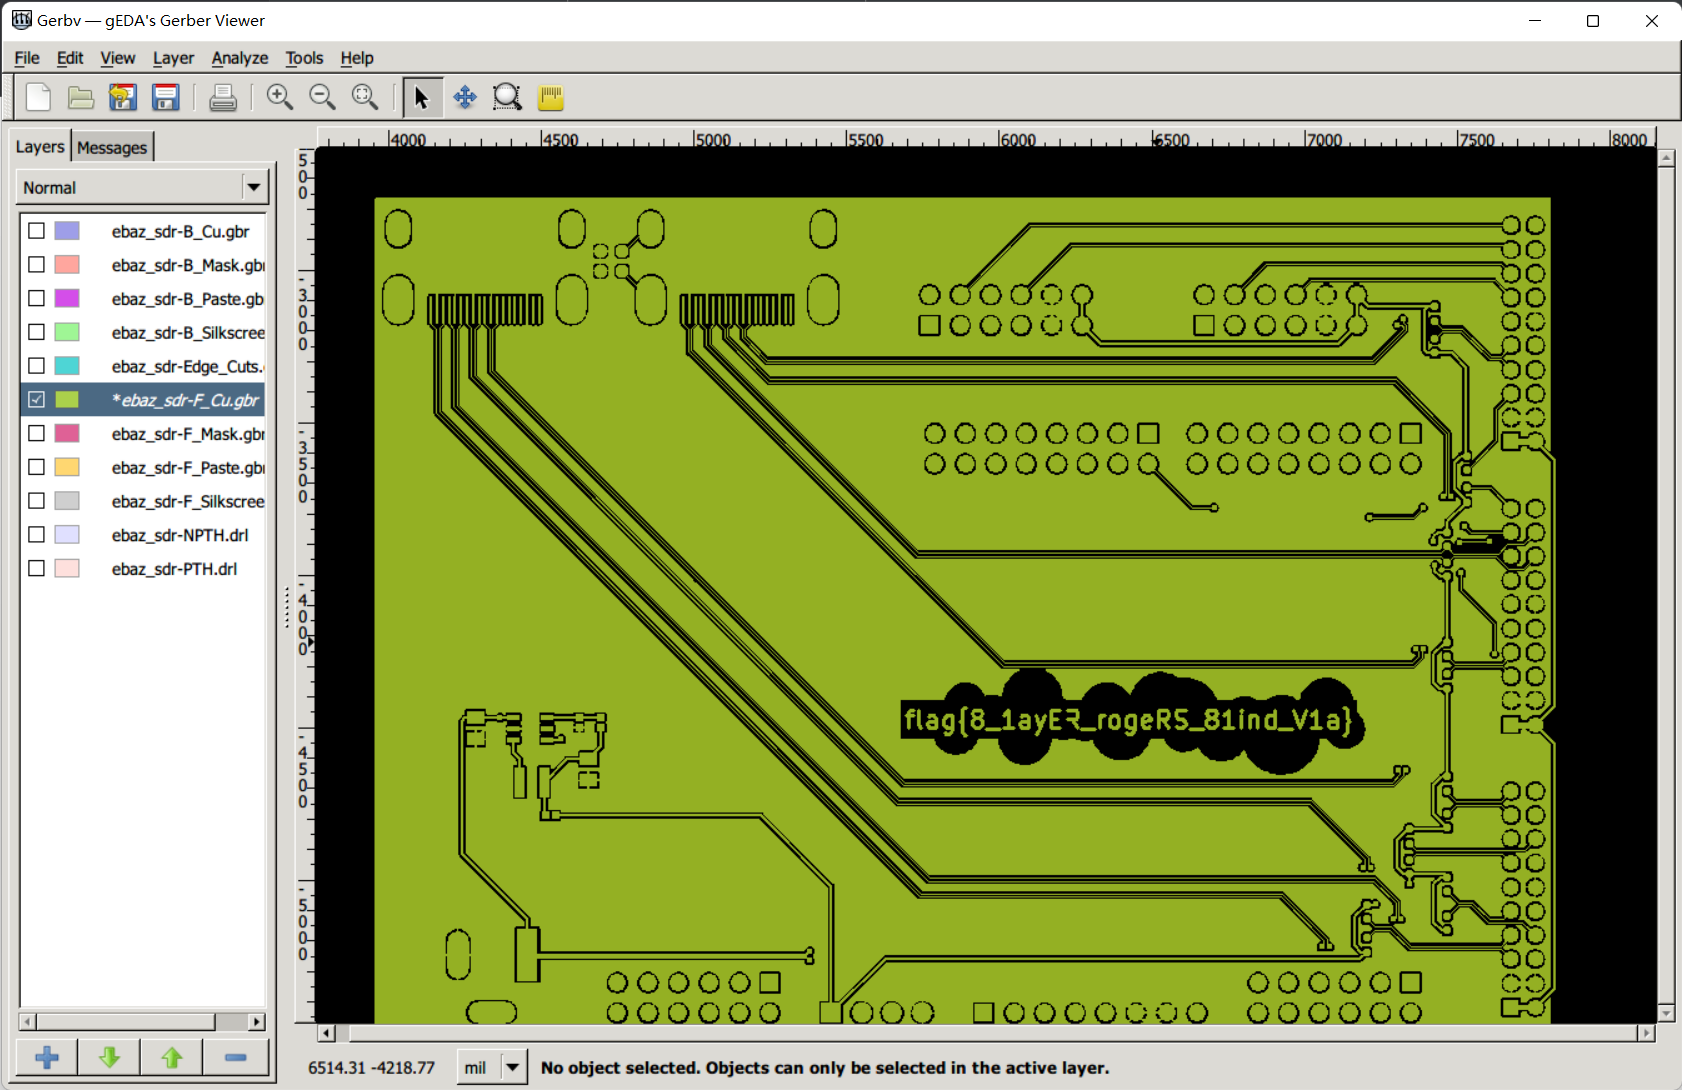 Gerbv — gEDA's Gerber Viewer
File Edit View Layer Analyze Tools Help
Layers Messages
Normal
ebaz_sdr-B_Cu.gbr
ebaz_sdr-B_Mask.gbr
ebaz_sdr-B_Paste.gb
ebaz_sdr-B_Silkscree
ebaz_sdr-Edge_Cuts.
*ebaz_sdr-F_Cu.gbr
ebaz_sdr-F_Mask.gbr
ebaz_sdr-F_Paste.gbr
ebaz_sdr-F_Silkscree
ebaz_sdr-NPTH.drl
ebaz_sdr-PTH.drl
4000 4500 5000 5500 6000 6500 7000 7500 8000
500
-3000
-3500
-4000
-4500
-5000
flag{8_1ayER_rogeRS_81ind_V1a}
6514.31 -4218.77 mil No object selected. Objects can only be selected in the active layer.